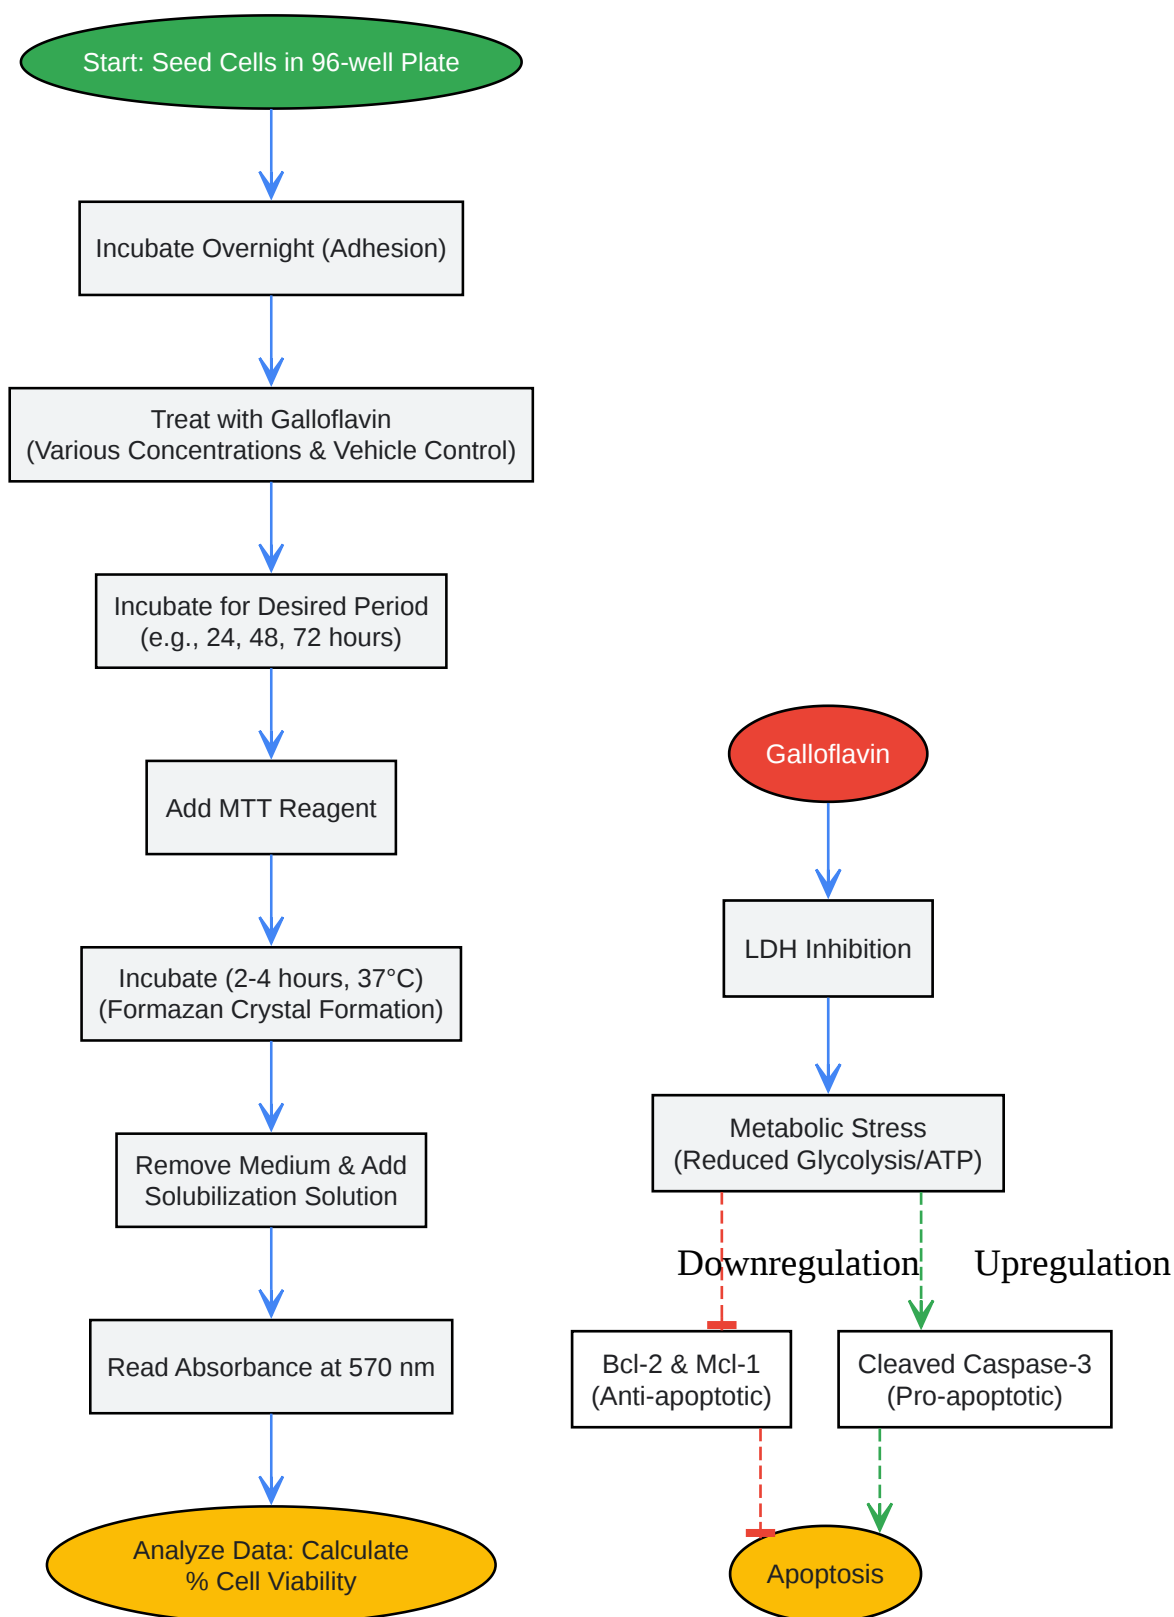 Start: Seed Cells in 96-well Plate
Incubate Overnight (Adhesion)
Treat with Galloflavin
(Various Concentrations & Vehicle Control)
Incubate for Desired Period
(e.g., 24, 48, 72 hours)
Add MTT Reagent
Incubate (2-4 hours, 37°C)
(Formazan Crystal Formation)
Remove Medium & Add
Solubilization Solution
Read Absorbance at 570 nm
Analyze Data: Calculate
% Cell Viability
Galloflavin
LDH Inhibition
Metabolic Stress
(Reduced Glycolysis/ATP)
Downregulation
Upregulation
Bcl-2 & Mcl-1
(Anti-apoptotic)
Cleaved Caspase-3
(Pro-apoptotic)
Apoptosis